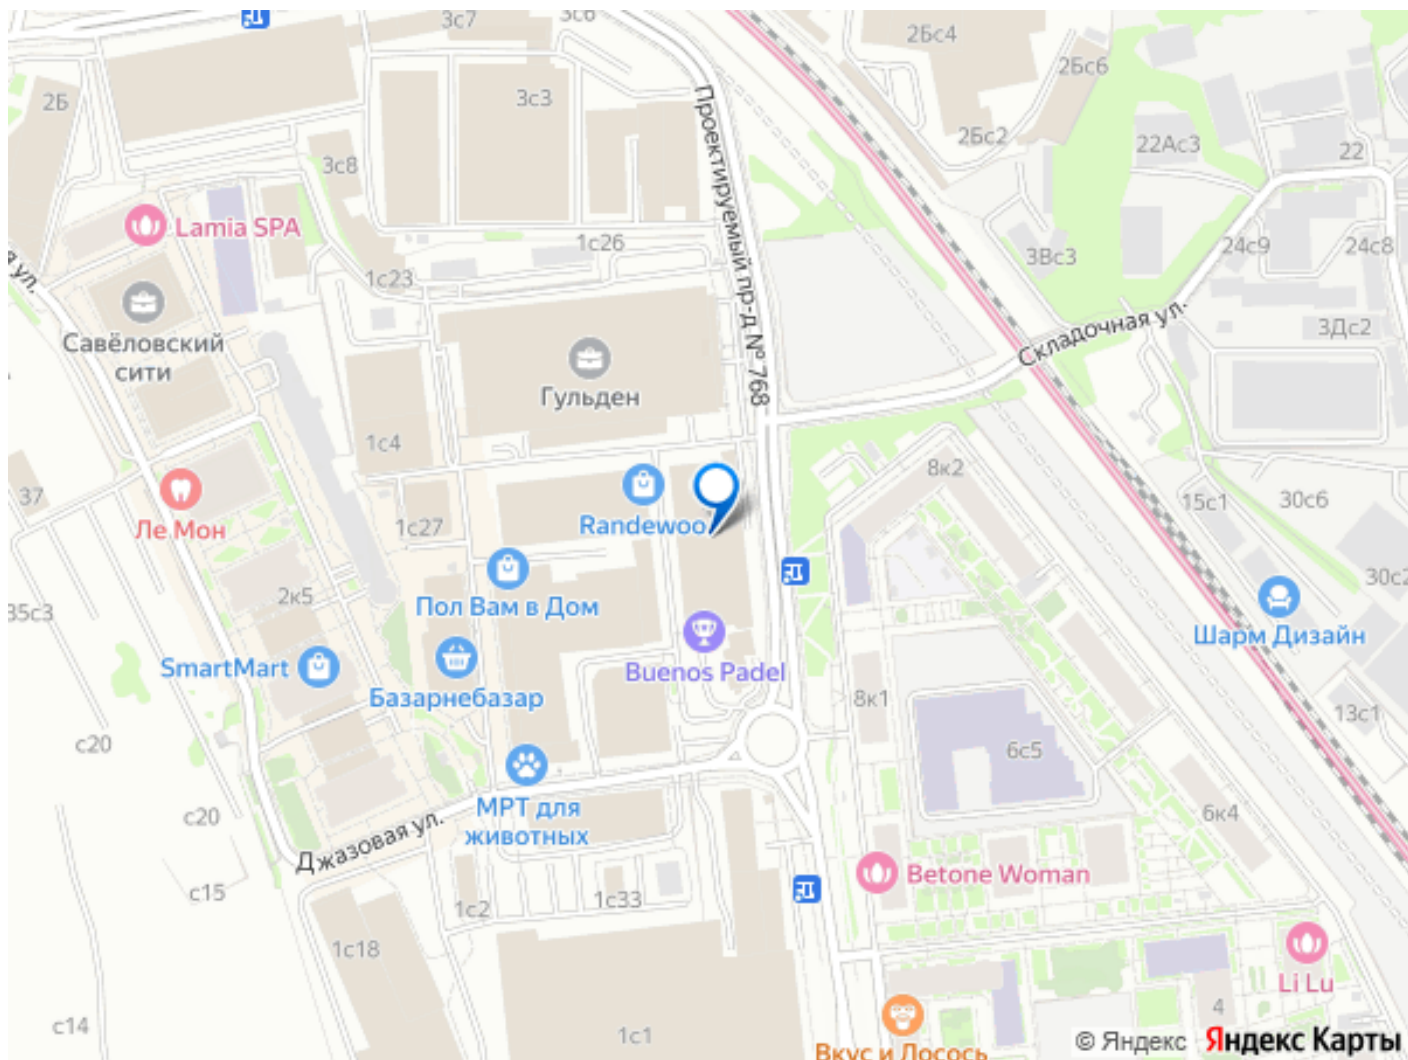 3с7
3с6
2Бс4
2Бс6
2Б
3с3
2Бс2
22Ас3
22
3с8
Проектируемый пр-д № 768
Lamia SPA
1с26
24с9
24с8
3Вс3
ул.
1с23
Савёловский
сити
Гульден
Складочная ул.
3Дс2
1с4
8к2
37
15с1
30с6
Ле Мон
1с27
Randewoo
30с2
2к5
Пол Вам в Дом
35с3
Шарм Дизайн
SmartMart
Базарнебазар
Buenos Padel
8к1
13с1
с20
6с5
МРТ для
животных
с20
Джазовая ул.
6к4
с15
1с2
1с33
Betone Woman
1с18
Li Lu
4
с14
1с1
Вкус и Лосось
© Яндекс Яндекс Карты